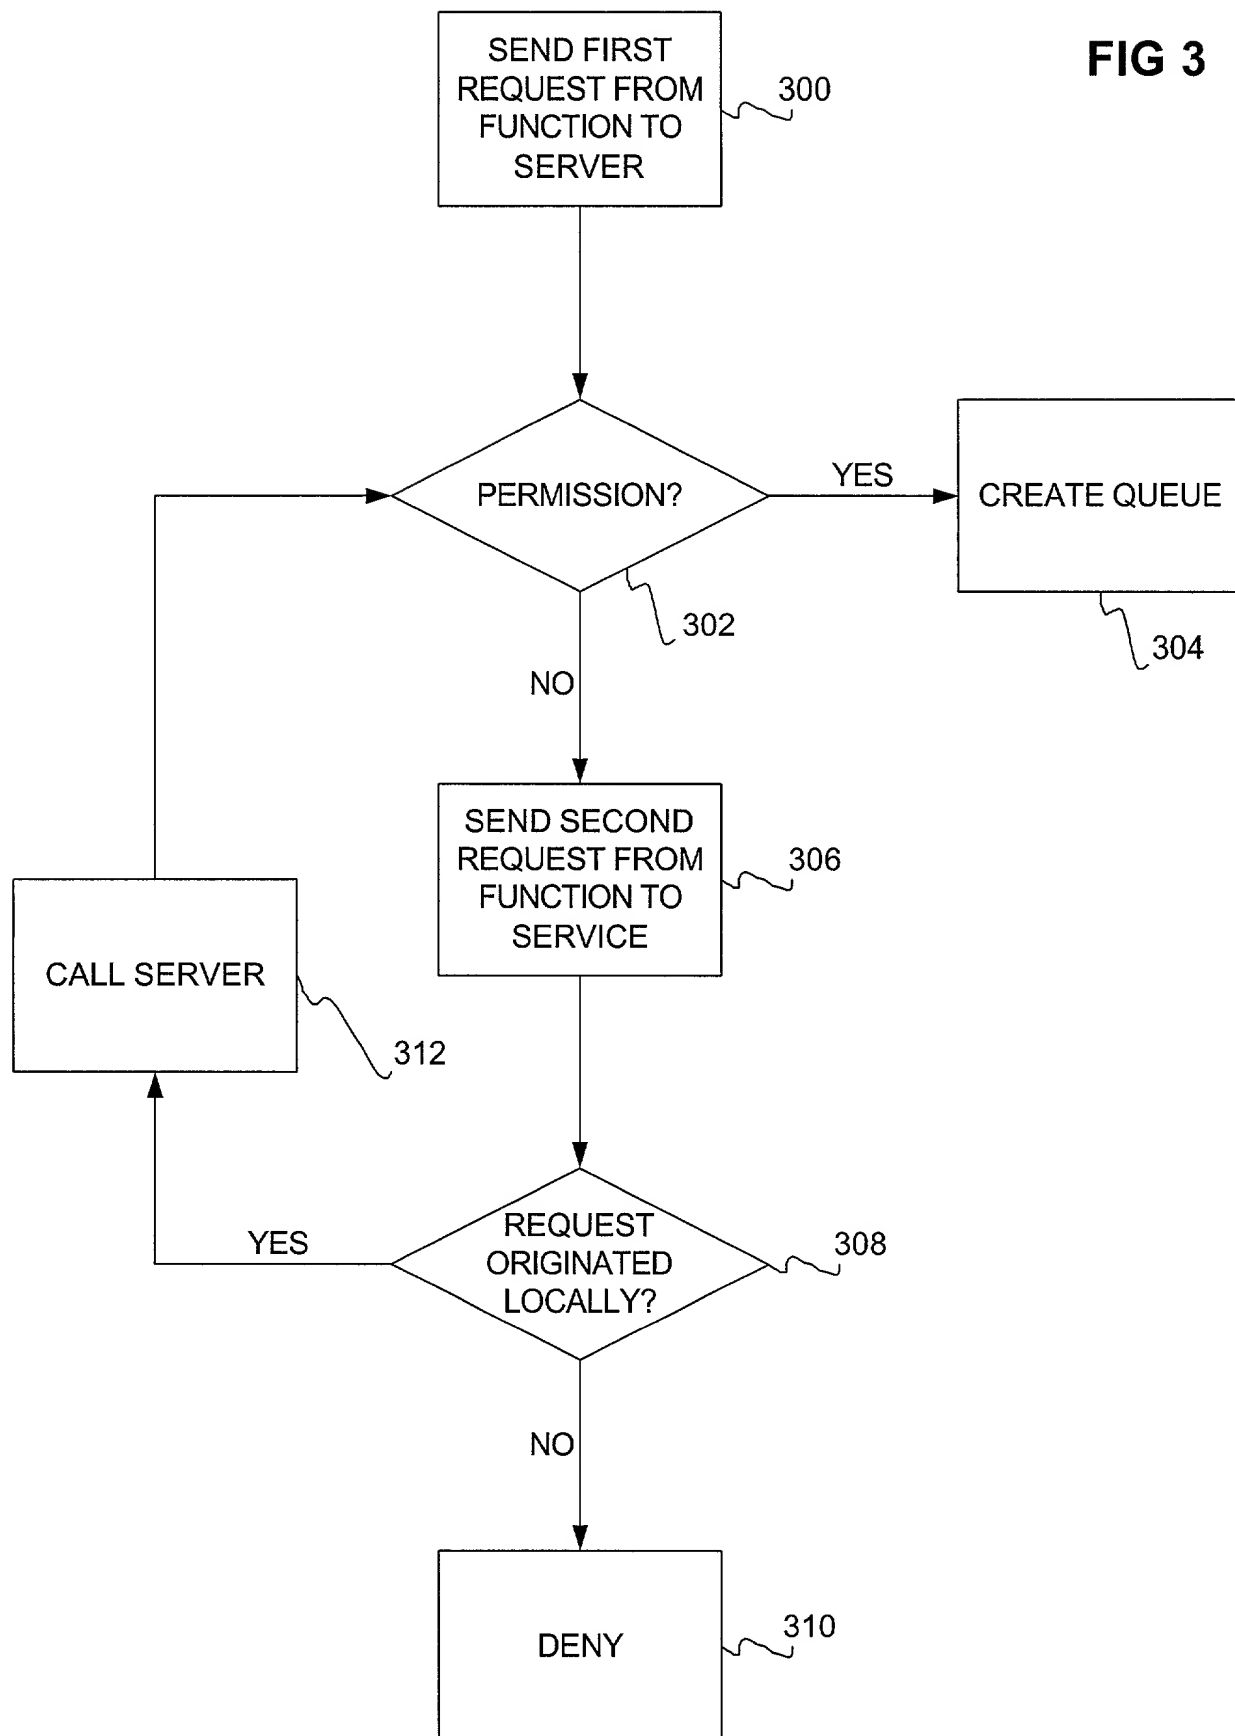 FIG 3
SEND FIRST
REQUEST FROM
FUNCTION TO
SERVER
300
PERMISSION?
YES
CREATE QUEUE
302
304
NO
SEND SECOND
REQUEST FROM
FUNCTION TO
SERVICE
306
CALL SERVER
312
REQUEST
ORIGINATED
LOCALLY?
YES
308
NO
DENY
310